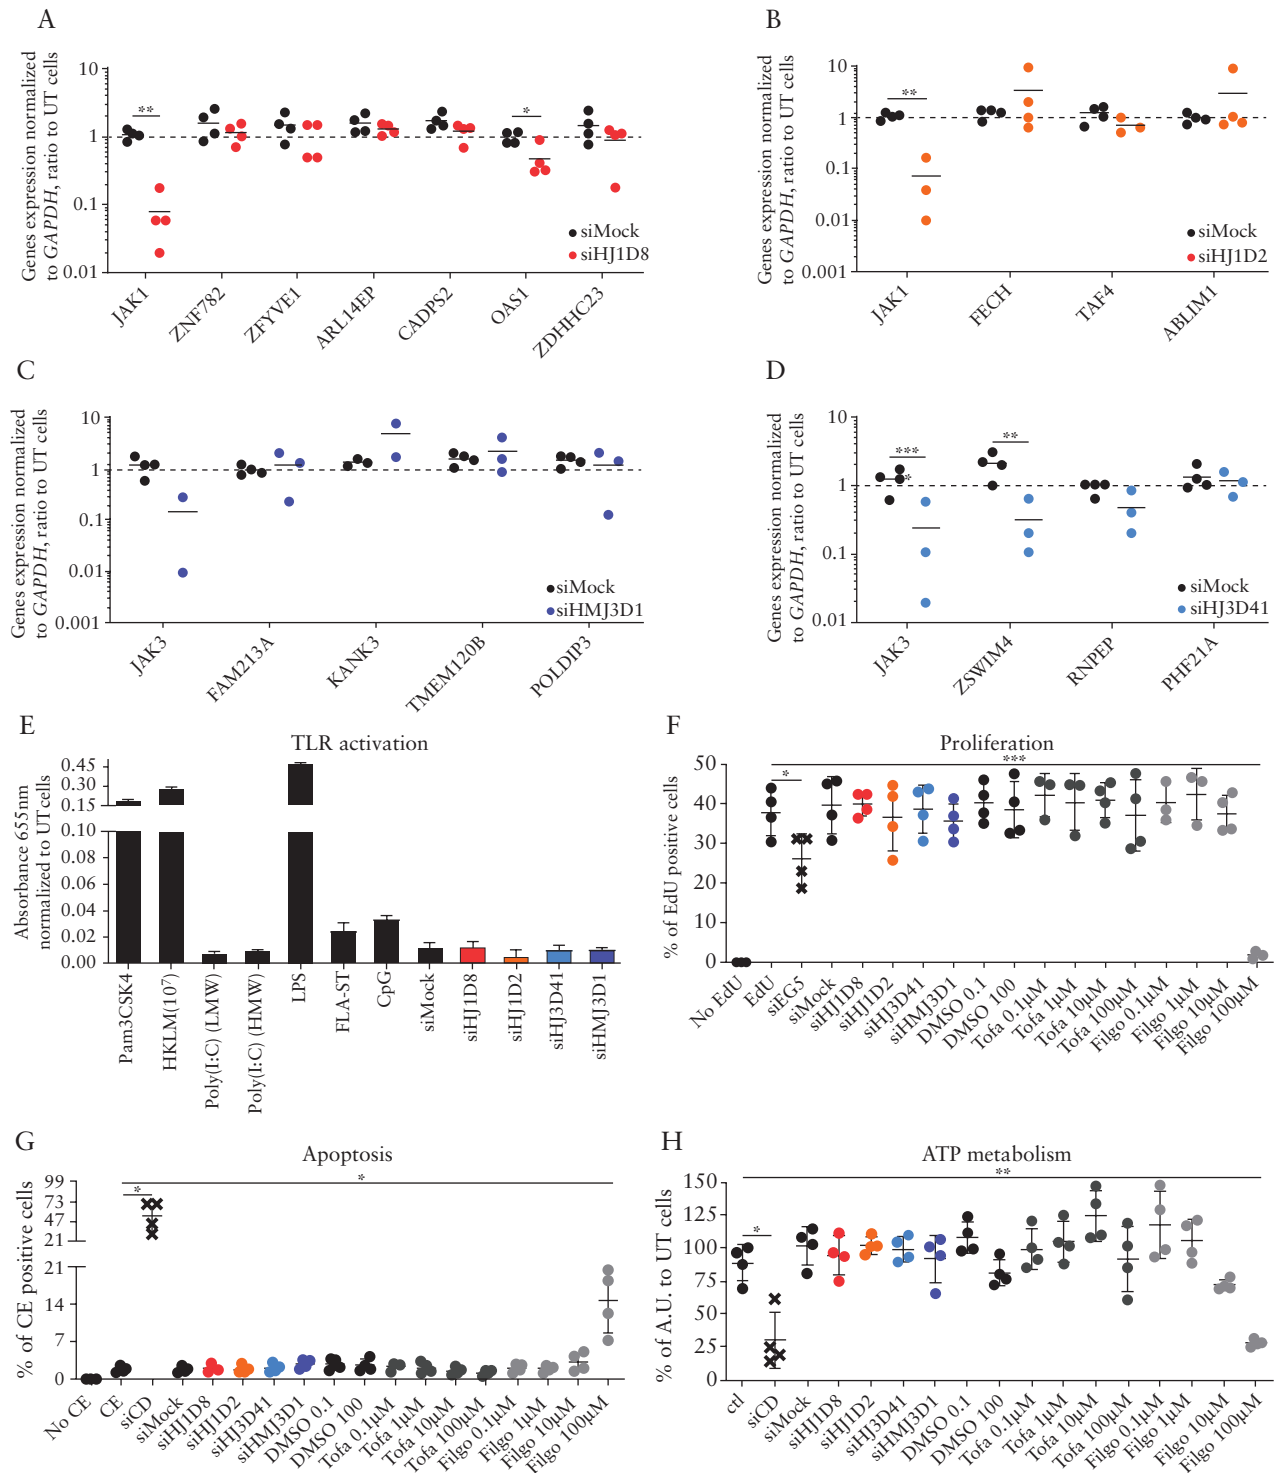 A
Genes expression normalized
to GAPDH, ratio to UT cells
10
1
0.1
0.01
**
*
siMock
siHJ1D8
JAK1
ZNF782
ZFYVE1
ARL14EP
CADPS2
OAS1
ZDHHC23
B
Genes expression normalized
to GAPDH, ratio to UT cells
10
1
0.1
0.01
0.001
**
siMock
siHJ1D2
JAK1
FECH
TAF4
ABLIM1
C
Genes expression normalized
to GAPDH, ratio to UT cells
10
1
0.1
0.01
0.001
siMock
siHMJ3D1
JAK3
FAM213A
KANK3
TMEM120B
POLDIP3
D
Genes expression normalized
to GAPDH, ratio to UT cells
10
1
0.1
0.01
***
*
**
siMock
siHJ3D41
JAK3
ZSWIM4
RNPEP
PHF21A
E
TLR activation
Absorbance 655nm
normalized to UT cells
0.45
0.30
0.15
0.10
0.08
0.06
0.04
0.02
0.00
Pam3CSK4
HKLM(107)
Poly(I:C) (LMW)
Poly(I:C) (HMW)
LPS
FLA-ST
CpG
siMock
siHJ1D8
siHJ1D2
siHJ3D41
siHMJ3D1
F
Proliferation
% of EdU positive cells
50
40
30
20
10
0
*
***
No EdU
EdU
siEG5
siMock
siHJ1D8
siHJ1D2
siHJ3D41
siHMJ3D1
DMSO 0.1
DMSO 100
Tofa 0.1μM
Tofa 1μM
Tofa 10μM
Tofa 100μM
Filgo 0.1μM
Filgo 1μM
Filgo 10μM
Filgo 100μM
G
Apoptosis
% of CE positive cells
99
73
47
21
21
14
7
0
*
*
No CE
CE
siCD
siMock
siHJ1D8
siHJ1D2
siHJ3D41
siHMJ3D1
DMSO 0.1
DMSO 100
Tofa 0.1μM
Tofa 1μM
Tofa 10μM
Tofa 100μM
Filgo 0.1μM
Filgo 1μM
Filgo 10μM
Filgo 100μM
H
ATP metabolism
% of A.U. to UT cells
150
125
100
75
50
25
0
*
**
ctl
siCD
siMock
siHJ1D8
siHJ1D2
siHJ3D41
siHMJ3D1
DMSO 0.1
DMSO 100
Tofa 0.1μM
Tofa 1μM
Tofa 10μM
Tofa 100μM
Filgo 0.1μM
Filgo 1μM
Filgo 10μM
Filgo 100μM